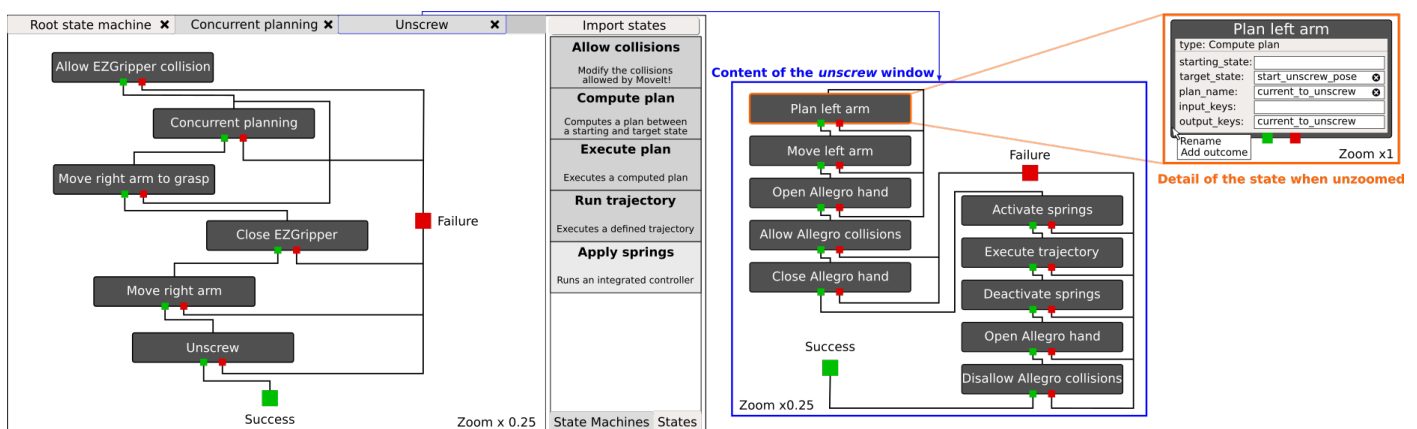 Root state machine ×
Concurrent planning ×
Unscrew ×
Allow EZGripper collision
Concurrent planning
Move right arm to grasp
Close EZGripper
Failure
Move right arm
Unscrew
Success
Zoom x 0.25
Import states
Allow collisions
Modify the collisions
allowed by MoveIt!
Compute plan
Computes a plan between
a starting and target state
Execute plan
Executes a computed plan
Run trajectory
Executes a defined trajectory
Apply springs
Runs an integrated controller
State Machines
States
Content of the unscrew window
Plan left arm
Move left arm
Open Allegro hand
Allow Allegro collisions
Close Allegro hand
Failure
Activate springs
Execute trajectory
Deactivate springs
Open Allegro hand
Disallow Allegro collisions
Success
Zoom x0.25
Plan left arm
type: Compute plan
starting_state:
target_state: start_unscrew_pose
plan_name: current_to_unscrew
input_keys:
output_keys: current_to_unscrew
Rename
Add outcome
Zoom x1
Detail of the state when unzoomed